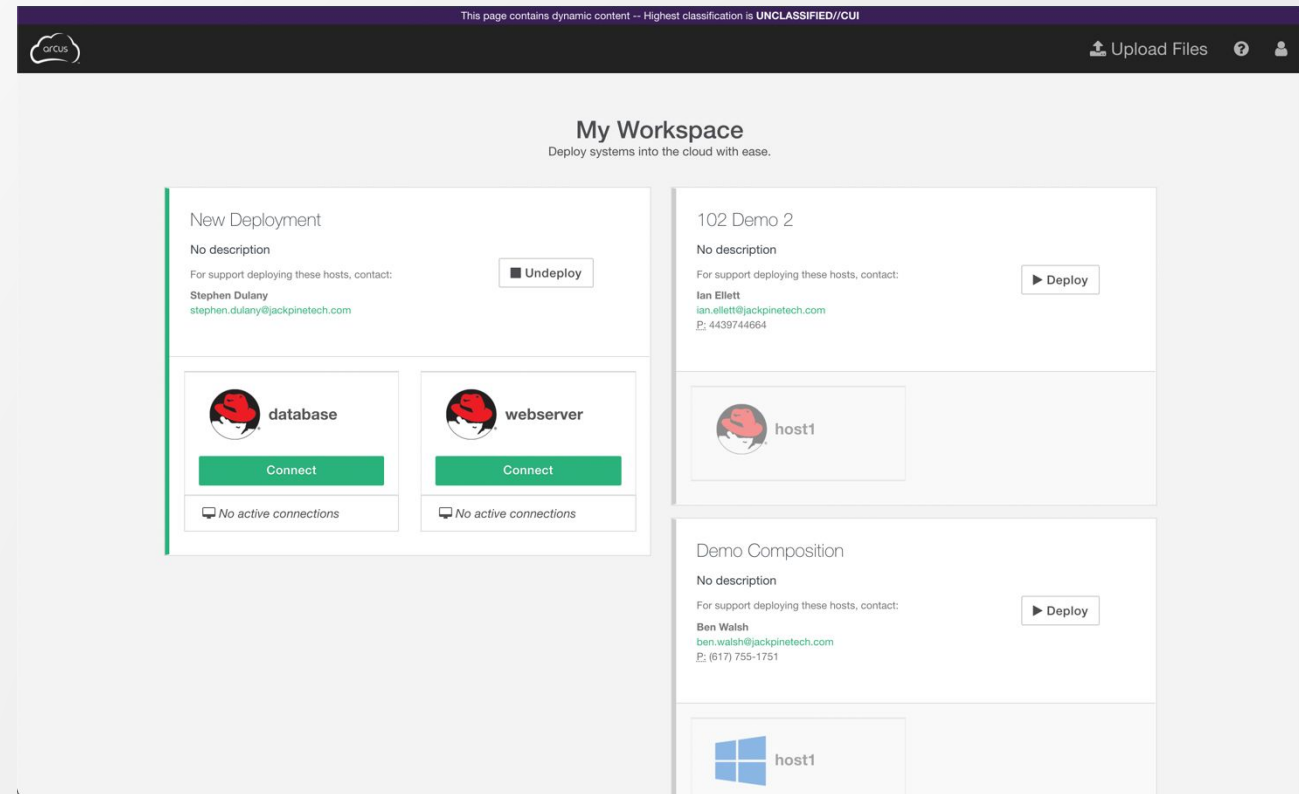 This page contains dynamic content -- Highest classification is UNCLASSIFIED//CUI
arcus
Upload Files
My Workspace
Deploy systems into the cloud with ease.
New Deployment
No description
For support deploying these hosts, contact:
Stephen Dulany
stephen.dulany@jackpinetech.com
Undeploy
database
Connect
No active connections
webserver
Connect
No active connections
102 Demo 2
No description
For support deploying these hosts, contact:
Ian Ellett
ian.ellett@jackpinetech.com
P: 4439744664
Deploy
host1
Demo Composition
No description
For support deploying these hosts, contact:
Ben Walsh
ben.walsh@jackpinetech.com
P: (617) 755-1751
Deploy
host1